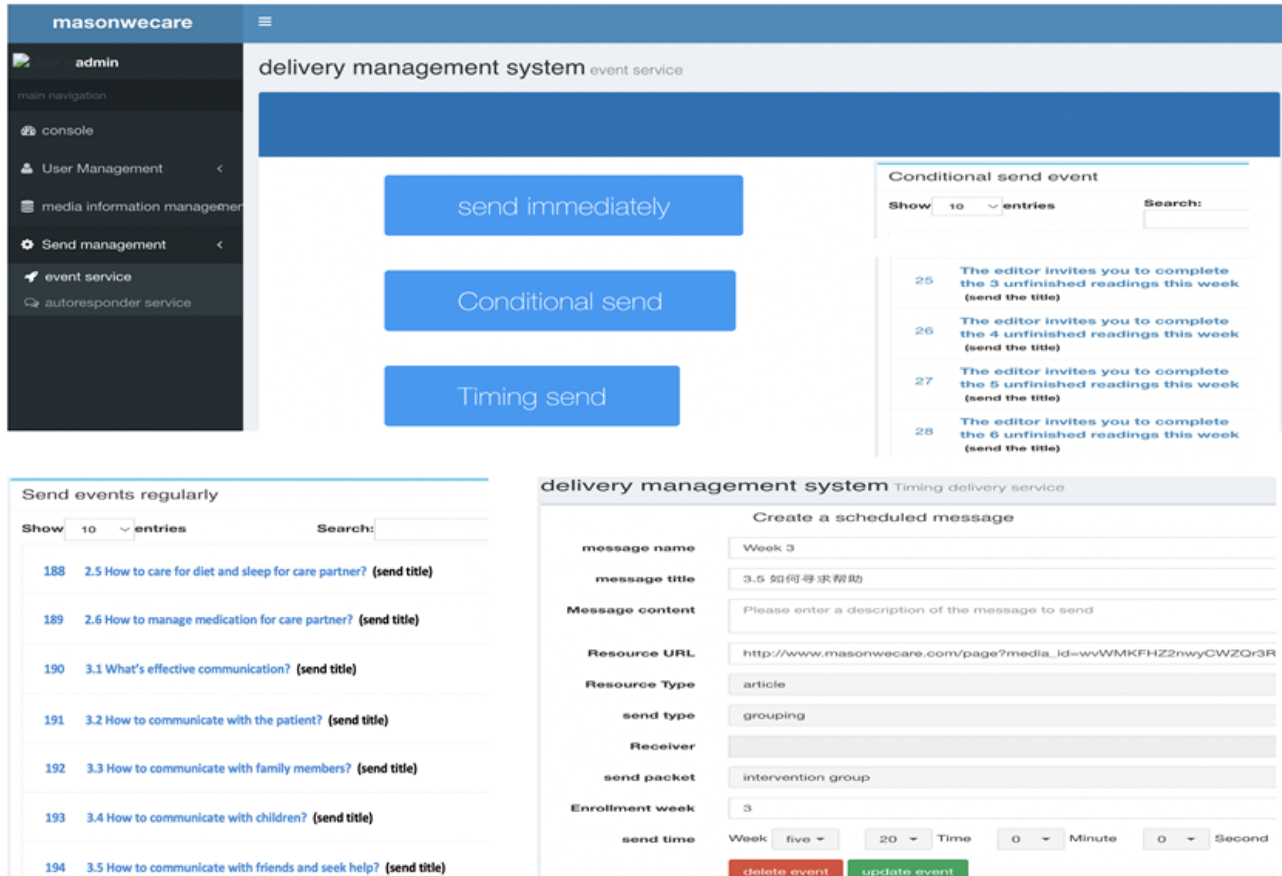 masonwecare
admin
main navigation
console
User Management
media information managemer
Send management
event service
autoresponder service
delivery management system event service
send immediately
Conditional send
Timing send
Conditional send event
Show 10 entries Search:
25 The editor invites you to complete
the 3 unfinished readings this week
(send the title)
26 The editor invites you to complete
the 4 unfinished readings this week
(send the title)
27 The editor invites you to complete
the 5 unfinished readings this week
(send the title)
28 The editor invites you to complete
the 6 unfinished readings this week
(send the title)
Send events regularly
Show 10 entries Search:
188 2.5 How to care for diet and sleep for care partner? (send title)
189 2.6 How to manage medication for care partner? (send title)
190 3.1 What's effective communication? (send title)
191 3.2 How to communicate with the patient? (send title)
192 3.3 How to communicate with family members? (send title)
193 3.4 How to communicate with children? (send title)
194 3.5 How to communicate with friends and seek help? (send title)
delivery management system Timing delivery service
Create a scheduled message
message name Week 3
message title 3.5 如何寻求帮助
Message content Please enter a description of the message to send
Resource URL http://www.masonwecare.com/page?media_id=wvWMKFHZ2nwyCWZQr3R
Resource Type article
send type grouping
Receiver
send packet intervention group
Enrollment week 3
send time Week five 20 Time 0 Minute 0 Second
delete event update event